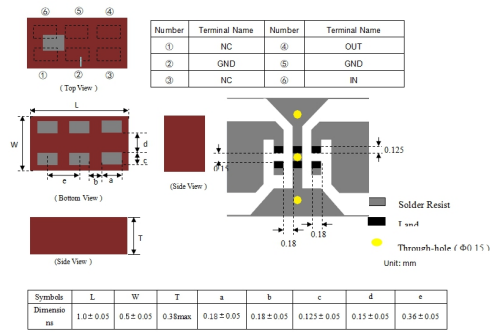 ⑥ ⑤ ④
① ② ③
( Top View )
Number Terminal Name Number Terminal Name
① NC ④ OUT
② GND ⑤ GND
③ NC ⑥ IN
L
W
d
c
e b a
( Bottom View )
(Side View )
T
(Side View )
0.125
0.15
0.18 0.18
Solder Resist
Land
Through-hole ( Φ0.15 )
Unit: mm
Symbols L W T a b c d e
Dimensio
ns 1.0±0.05 0.5±0.05 0.38max 0.18±0.05 0.18±0.05 0.125±0.05 0.15±0.05 0.36±0.05